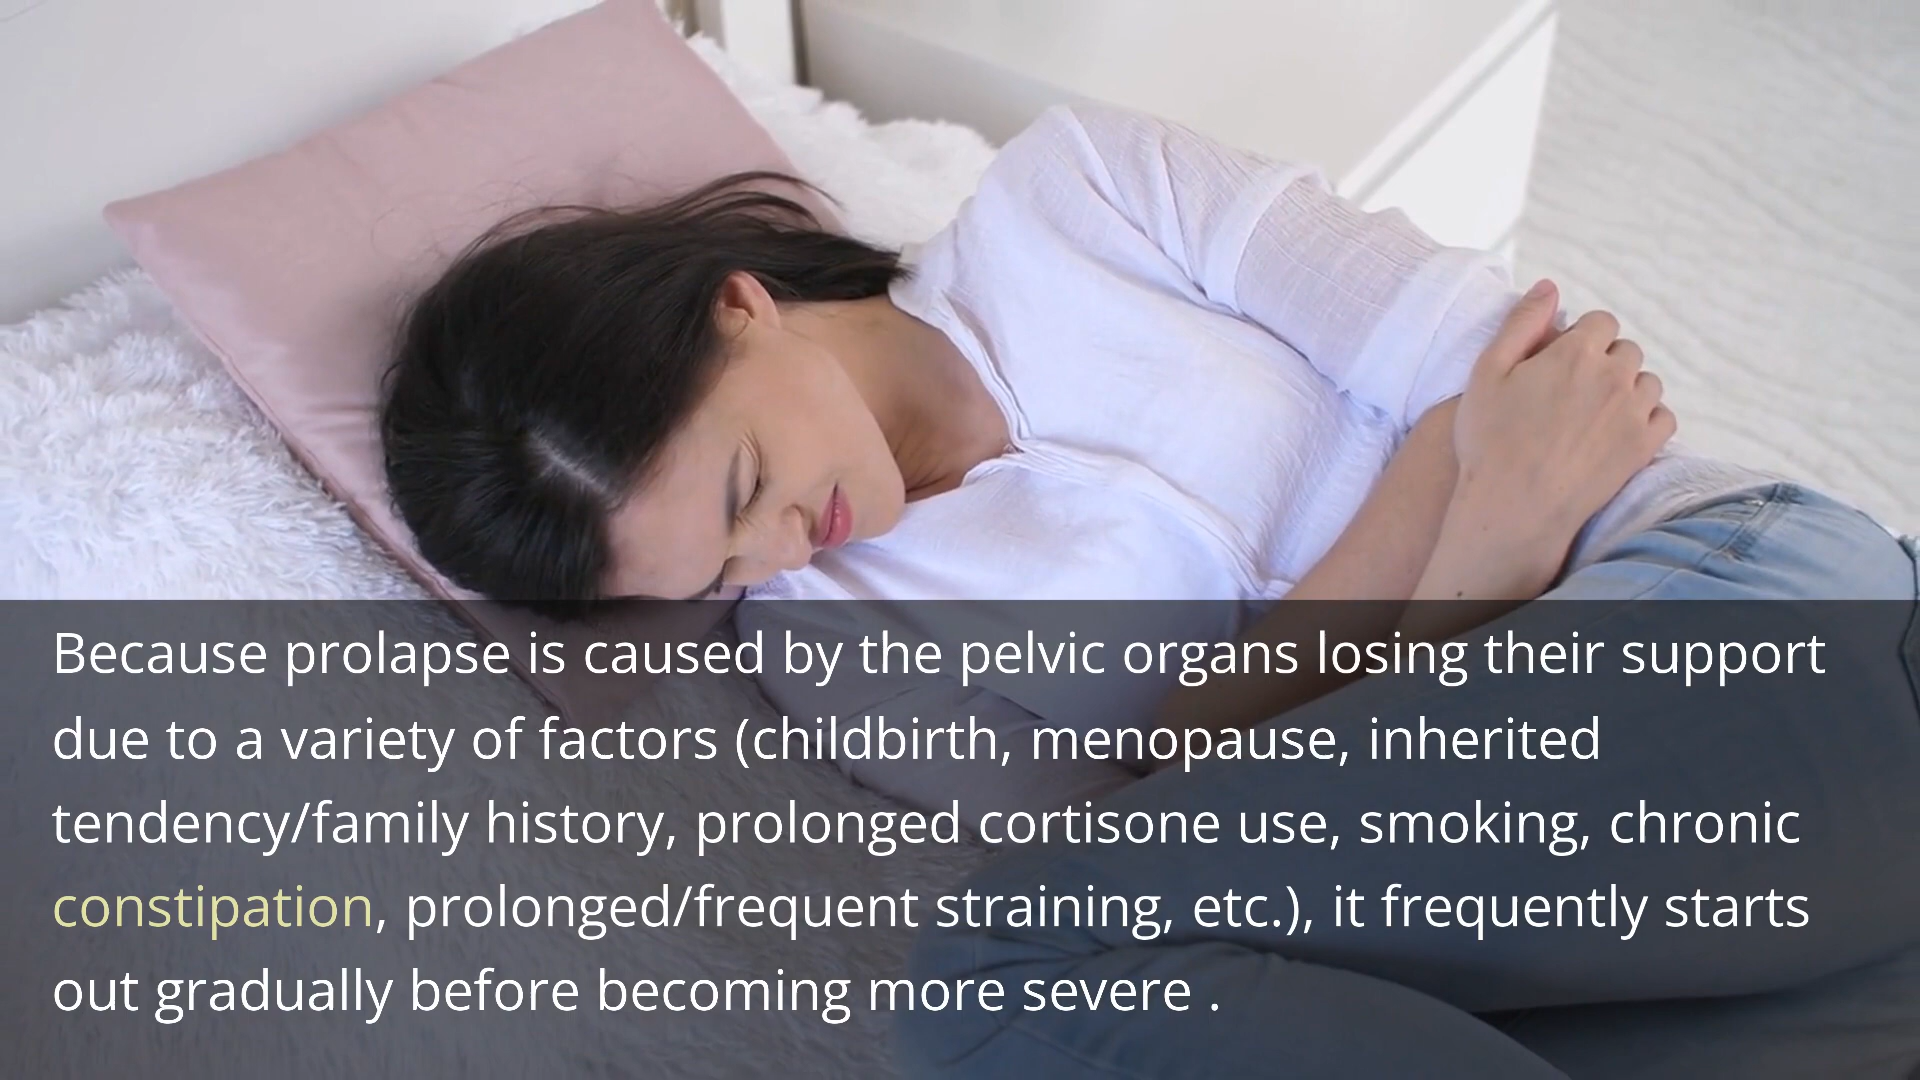 Because prolapse is caused by the pelvic organs losing their support
due to a variety of factors (childbirth, menopause, inherited
tendency/family history, prolonged cortisone use, smoking, chronic
constipation, prolonged/frequent straining, etc.), it frequently starts
out gradually before becoming more severe .